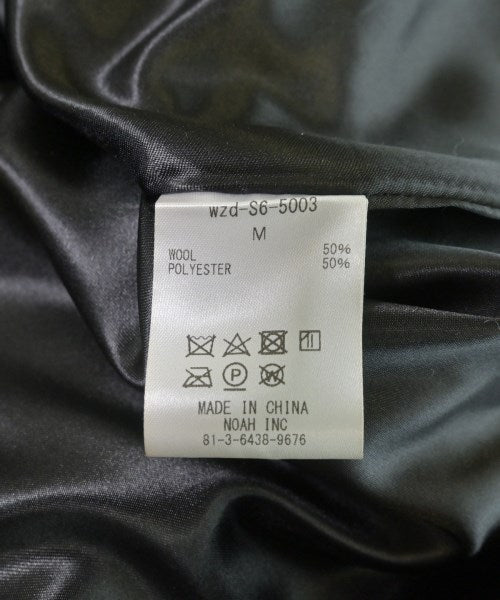 wzd-S6-5003
M
WOOL 50%
POLYESTER 50%
P W
MADE IN CHINA
NOAH INC
81-3-6438-9676